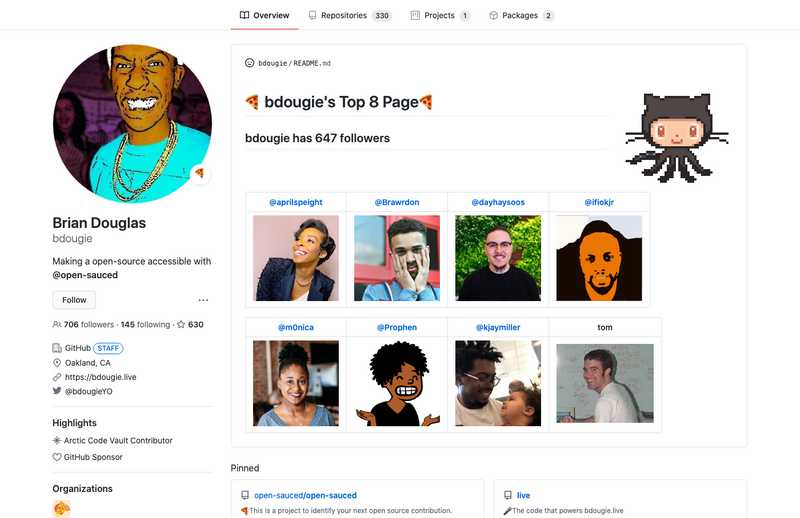 Overview
Repositories 330
Projects 1
Packages 2
bdougie/README.md
🍕 bdougie's Top 8 Page🍕
bdougie has 647 followers
@aprilspeight @Brawrdon @dayhaysoos @ifiokjr
@m0nica @Prophen @kjaymiller tom
Brian Douglas
bdougie
Making a open-source accessible with
@open-sauced
Follow
706 followers · 145 following · 630
GitHub STAFF
Oakland, CA
https://bdougie.live
@bdougieYO
Highlights
Arctic Code Vault Contributor
GitHub Sponsor
Organizations
Pinned
open-sauced/open-sauced
🍕This is a project to identify your next open source contribution.
live
🎤The code that powers bdougie.live